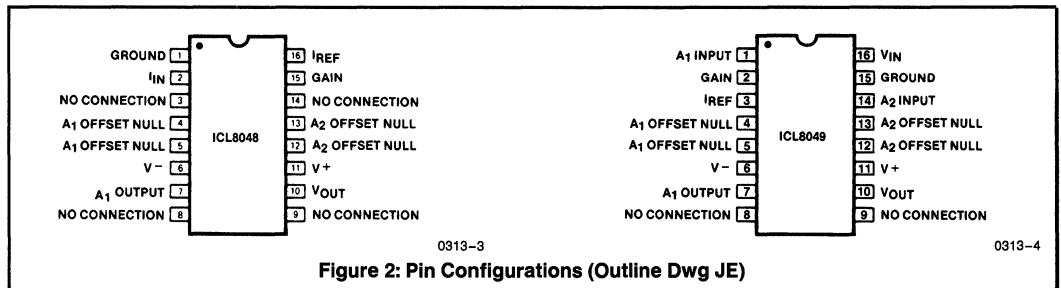 GROUND 1
IIN 2
NO CONNECTION 3
A1 OFFSET NULL 4
A1 OFFSET NULL 5
V− 6
A1 OUTPUT 7
NO CONNECTION 8
ICL8048
16 IREF
15 GAIN
14 NO CONNECTION
13 A2 OFFSET NULL
12 A2 OFFSET NULL
11 V+
10 VOUT
9 NO CONNECTION
0313–3
A1 INPUT 1
GAIN 2
IREF 3
A1 OFFSET NULL 4
A1 OFFSET NULL 5
V− 6
A1 OUTPUT 7
NO CONNECTION 8
ICL8049
16 VIN
15 GROUND
14 A2 INPUT
13 A2 OFFSET NULL
12 A2 OFFSET NULL
11 V+
10 VOUT
9 NO CONNECTION
0313–4
Figure 2: Pin Configurations (Outline Dwg JE)